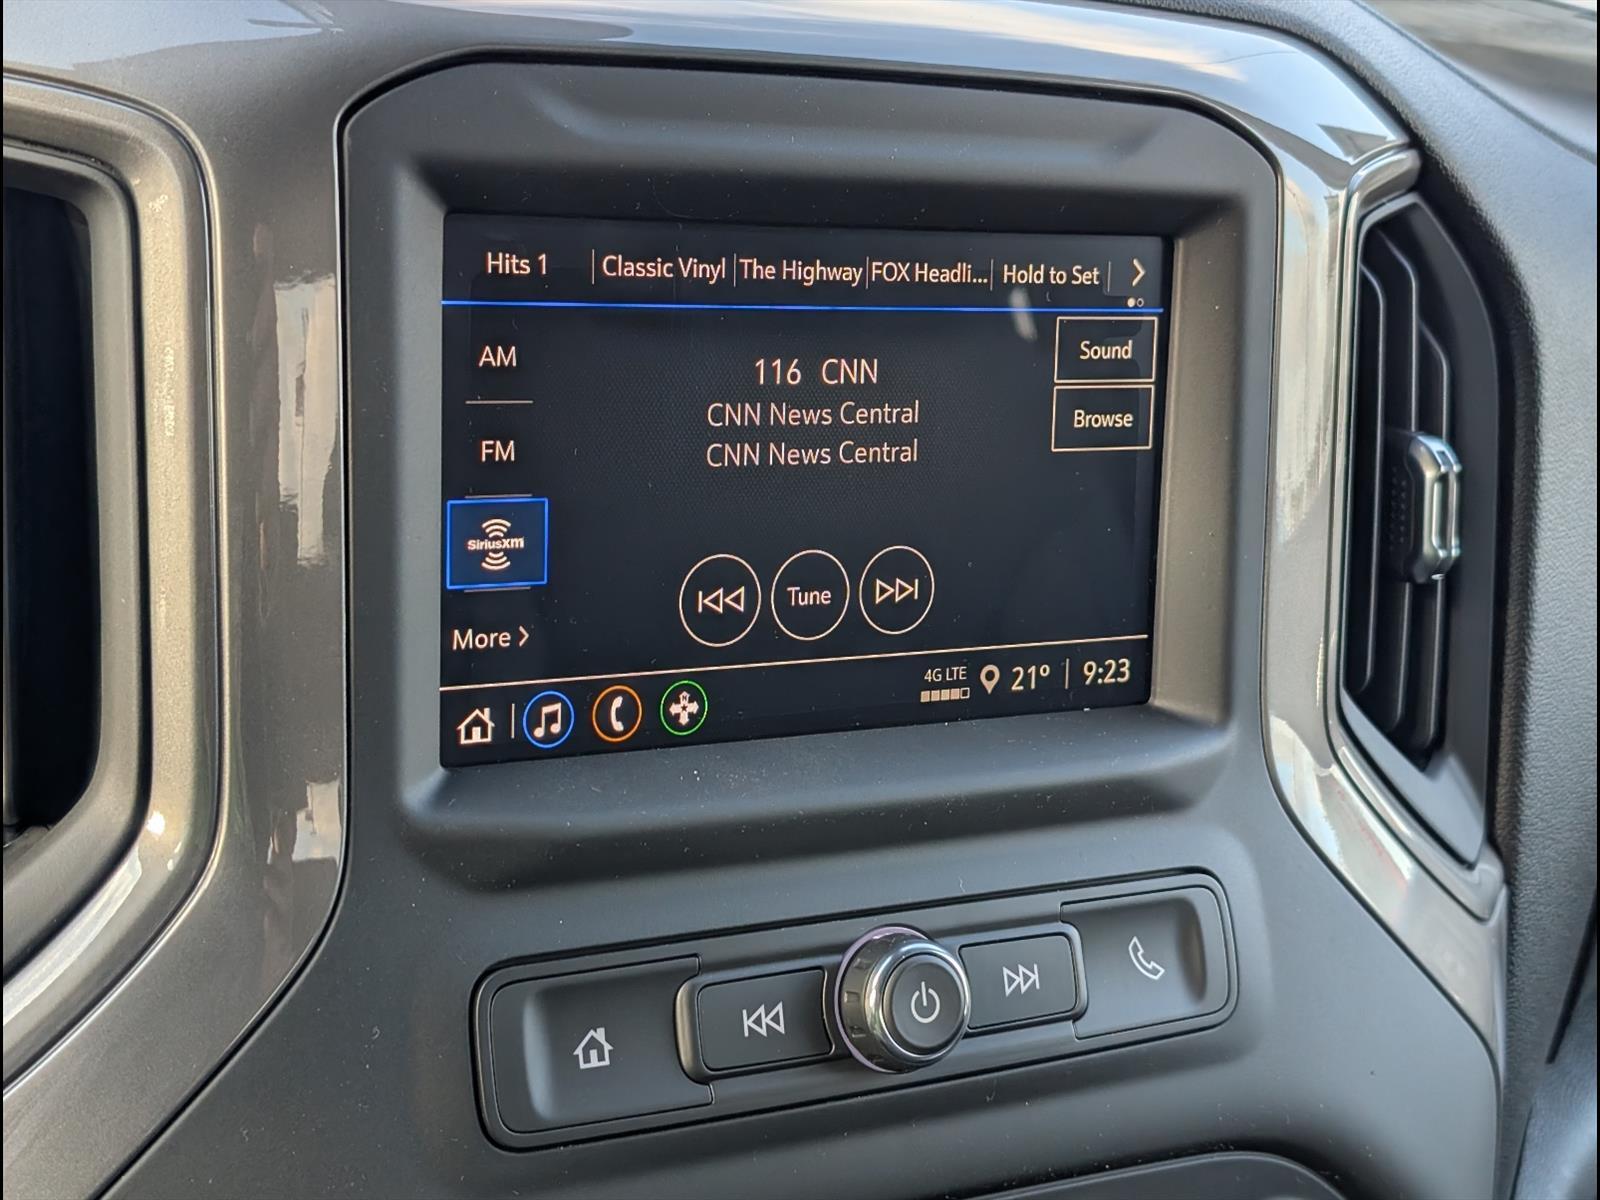 Hits 1 Classic Vinyl The Highway FOX Headli... Hold to Set
AM
116 CNN
Sound
CNN News Central
Browse
FM
CNN News Central
SiriusXM
Tune
More
4G LTE 21° 9:23
N